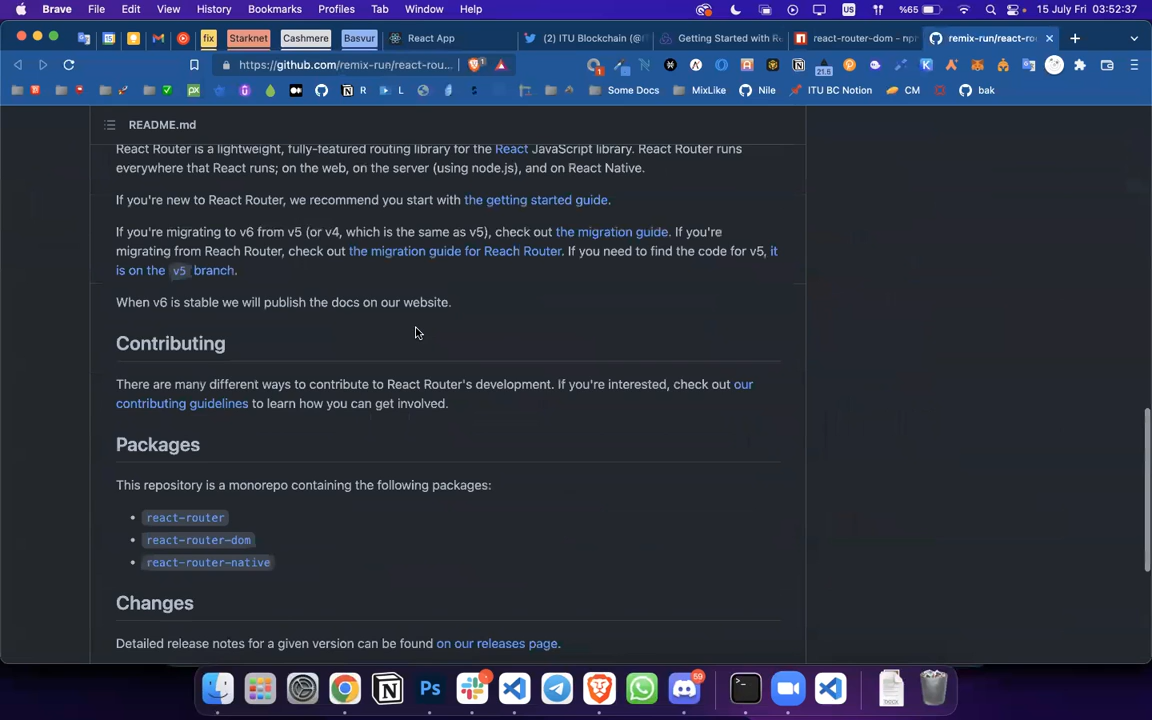 Brave File Edit View History Bookmarks Profiles Tab Window Help US %65 15 July Fri 03:52:37
fix Starknet Cashmere Basvur React App (2) ITU Blockchain (@I Getting Started with Re react-router-dom – npm remix-run/react-ro
https://github.com/remix-run/react-rou... 1 1 21.5
PX R L Some Docs MixLike Nile ITU BC Notion CM bak
README.md
React Router is a lightweight, fully-featured routing library for the React JavaScript library. React Router runs
everywhere that React runs; on the web, on the server (using node.js), and on React Native.
If you're new to React Router, we recommend you start with the getting started guide.
If you're migrating to v6 from v5 (or v4, which is the same as v5), check out the migration guide. If you're
migrating from Reach Router, check out the migration guide for Reach Router. If you need to find the code for v5, it
is on the v5 branch.
When v6 is stable we will publish the docs on our website.
Contributing
There are many different ways to contribute to React Router's development. If you're interested, check out our
contributing guidelines to learn how you can get involved.
Packages
This repository is a monorepo containing the following packages:
• react-router
• react-router-dom
• react-router-native
Changes
Detailed release notes for a given version can be found on our releases page.
Ps 59